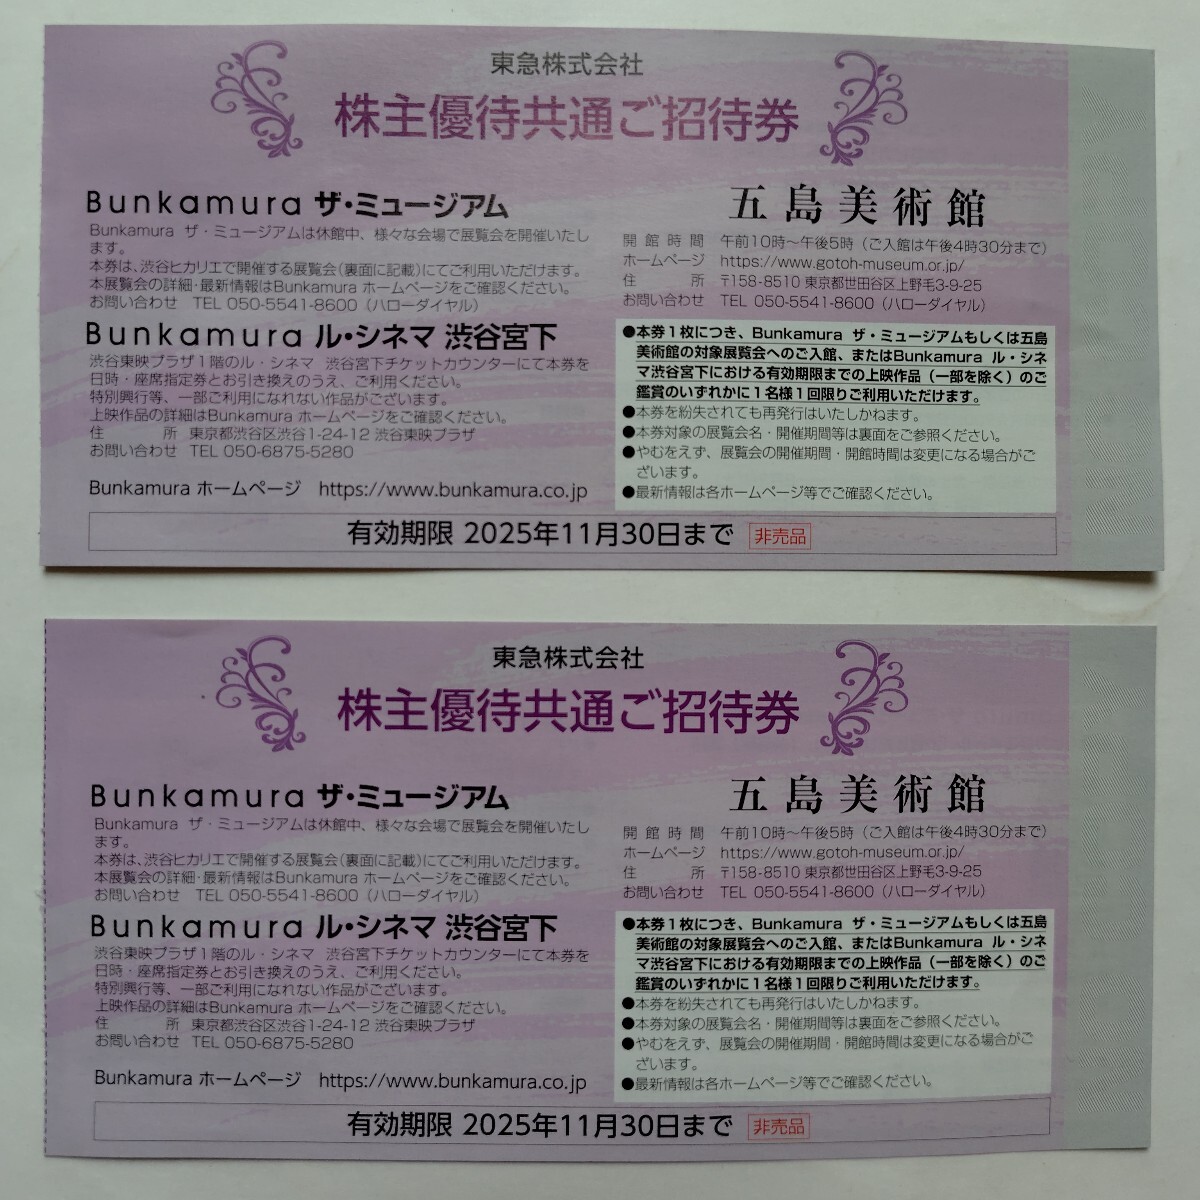 東急株式会社
株主優待共通ご招待券
Bunkamura ザ・ミュージアム
Bunkamura ザ・ミュージアムは休館中、様々な会場で展覧会を開催いたし
ます。
本券は、渋谷ヒカリエで開催する展覧会（裏面に記載）にてご利用いただけます。
本展覧会の詳細・最新情報はBunkamura ホームページをご確認ください。
お問い合わせ TEL 050-5541-8600（ハローダイヤル）
Bunkamura ル・シネマ 渋谷宮下
渋谷東映プラザ１階のル・シネマ 渋谷宮下チケットカウンターにて本券を
日時・座席指定券とお引き換えのうえ、ご利用ください。
特別興行等、一部ご利用になれない作品がございます。
上映作品の詳細はBunkamura ホームページをご確認ください。
住 所 東京都渋谷区渋谷1-24-12 渋谷東映プラザ
お問い合わせ TEL 050-6875-5280
Bunkamura ホームページ https://www.bunkamura.co.jp
五島美術館
開館時間 午前10時～午後5時（ご入館は午後4時30分まで）
ホームページ https://www.gotoh-museum.or.jp/
住 所 〒158-8510 東京都世田谷区上野毛3-9-25
お問い合わせ TEL 050-5541-8600（ハローダイヤル）
●本券１枚につき、Bunkamura ザ・ミュージアムもしくは五島
美術館の対象展覧会へのご入館、またはBunkamura ル・シネ
マ渋谷宮下における有効期限までの上映作品（一部を除く）のご
鑑賞のいずれかに１名様１回限りご利用いただけます。
●本券を紛失されても再発行はいたしかねます。
●本券対象の展覧会名・開催期間等は裏面をご参照ください。
●やむをえず、展覧会の開催期間・開館時間は変更になる場合がご
ざいます。
●最新情報は各ホームページ等でご確認ください。
有効期限 2025年11月30日まで 非売品
東急株式会社
株主優待共通ご招待券
Bunkamura ザ・ミュージアム
Bunkamura ザ・ミュージアムは休館中、様々な会場で展覧会を開催いたし
ます。
本券は、渋谷ヒカリエで開催する展覧会（裏面に記載）にてご利用いただけます。
本展覧会の詳細・最新情報はBunkamura ホームページをご確認ください。
お問い合わせ TEL 050-5541-8600（ハローダイヤル）
Bunkamura ル・シネマ 渋谷宮下
渋谷東映プラザ１階のル・シネマ 渋谷宮下チケットカウンターにて本券を
日時・座席指定券とお引き換えのうえ、ご利用ください。
特別興行等、一部ご利用になれない作品がございます。
上映作品の詳細はBunkamura ホームページをご確認ください。
住 所 東京都渋谷区渋谷1-24-12 渋谷東映プラザ
お問い合わせ TEL 050-6875-5280
Bunkamura ホームページ https://www.bunkamura.co.jp
五島美術館
開館時間 午前10時～午後5時（ご入館は午後4時30分まで）
ホームページ https://www.gotoh-museum.or.jp/
住 所 〒158-8510 東京都世田谷区上野毛3-9-25
お問い合わせ TEL 050-5541-8600（ハローダイヤル）
●本券１枚につき、Bunkamura ザ・ミュージアムもしくは五島
美術館の対象展覧会へのご入館、またはBunkamura ル・シネ
マ渋谷宮下における有効期限までの上映作品（一部を除く）のご
鑑賞のいずれかに１名様１回限りご利用いただけます。
●本券を紛失されても再発行はいたしかねます。
●本券対象の展覧会名・開催期間等は裏面をご参照ください。
●やむをえず、展覧会の開催期間・開館時間は変更になる場合がご
ざいます。
●最新情報は各ホームページ等でご確認ください。
有効期限 2025年11月30日まで 非売品